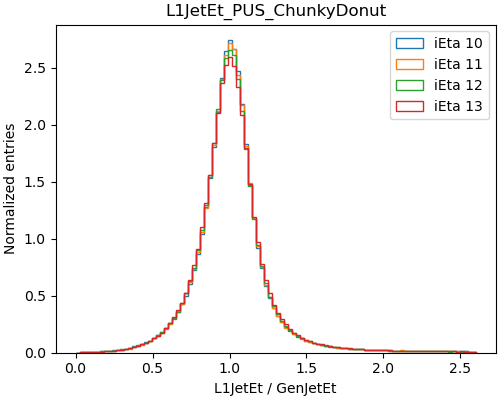 L1JetEt_PUS_ChunkyDonut
iEta 10
iEta 11
iEta 12
iEta 13
Normalized entries
2.5
2.0
1.5
1.0
0.5
0.0
0.0 0.5 1.0 1.5 2.0 2.5
L1JetEt / GenJetEt